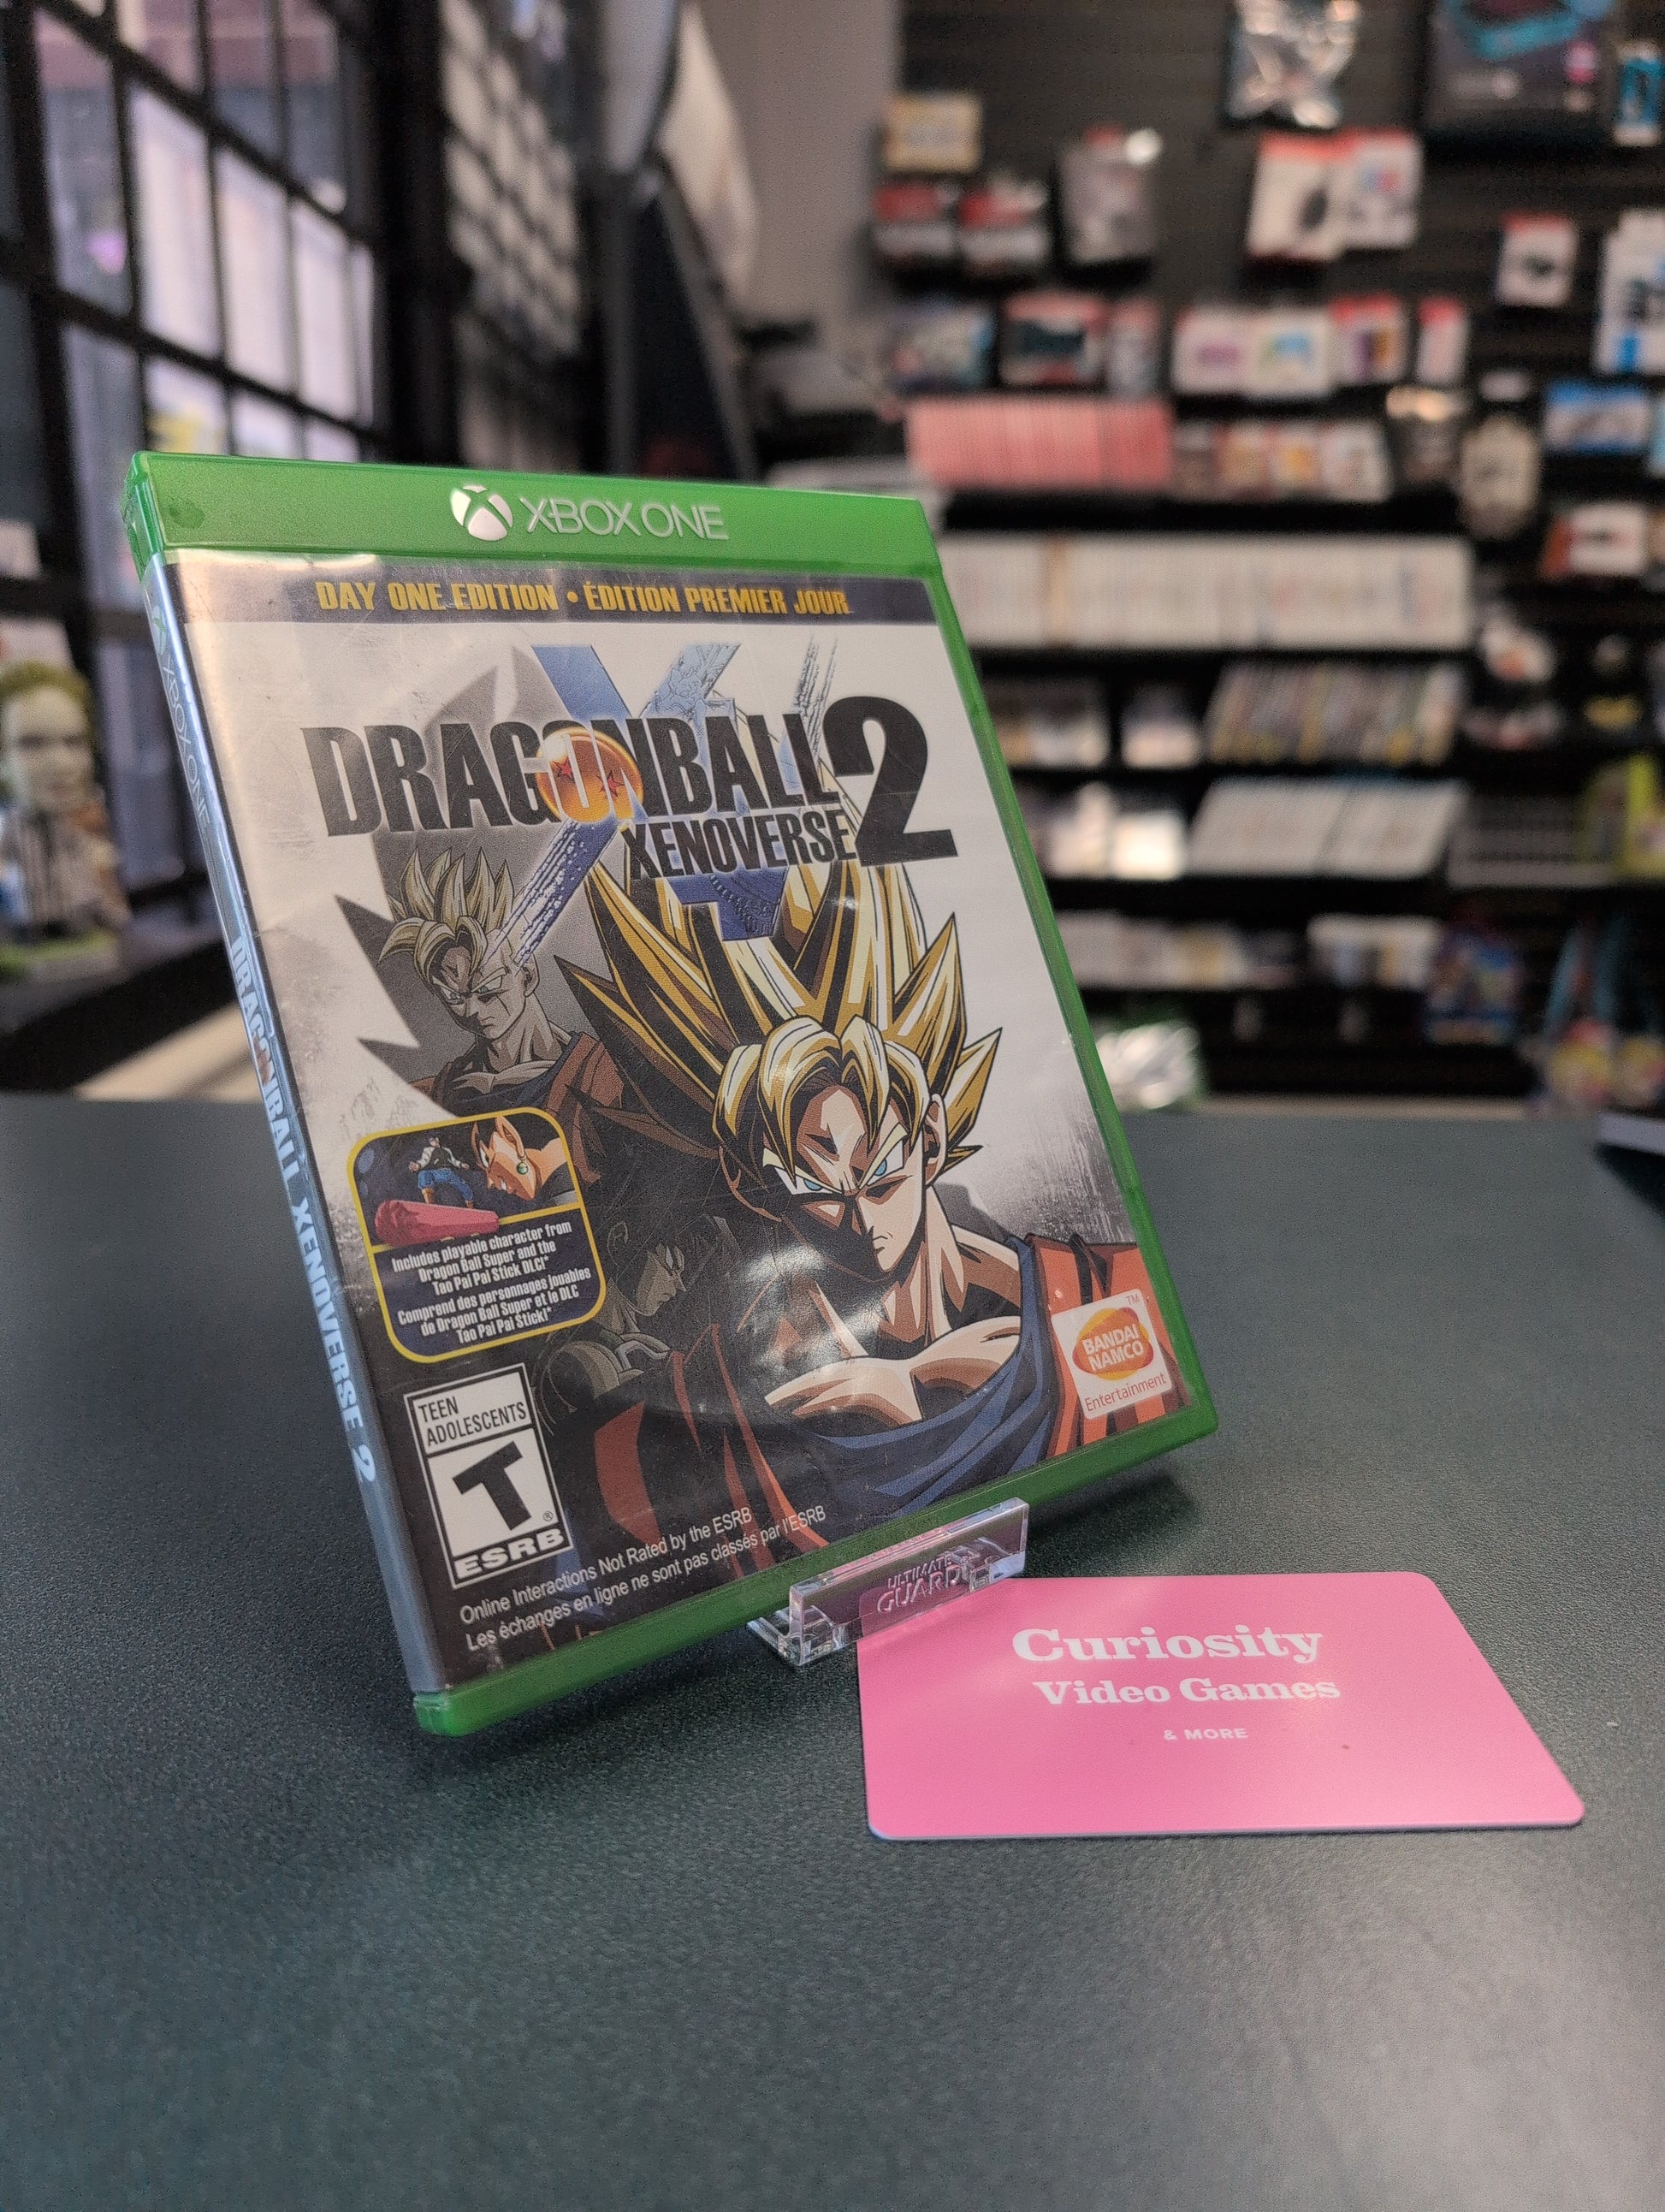 XBOX ONE
DAY ONE EDITION • ÉDITION PREMIER JOUR
DRAGONBALL 2
XENOVERSE
XBOX ONE
DRAGONBALL XENOVERSE 2
Includes playable character from
Dragon Ball Super and the
Tao Pai Pai Stick DLC!*
Comprend des personnages jouables
de Dragon Ball Super et le DLC
Tao Pai Pai Stick!*
BANDAI
NAMCO
TM
Entertainment
TEEN
ADOLESCENTS
T
®
ESRB
Online Interactions Not Rated by the ESRB
Les échanges en ligne ne sont pas classés par l'ESRB
ULTIMATE
GUARD
Curiosity
Video Games
& MORE